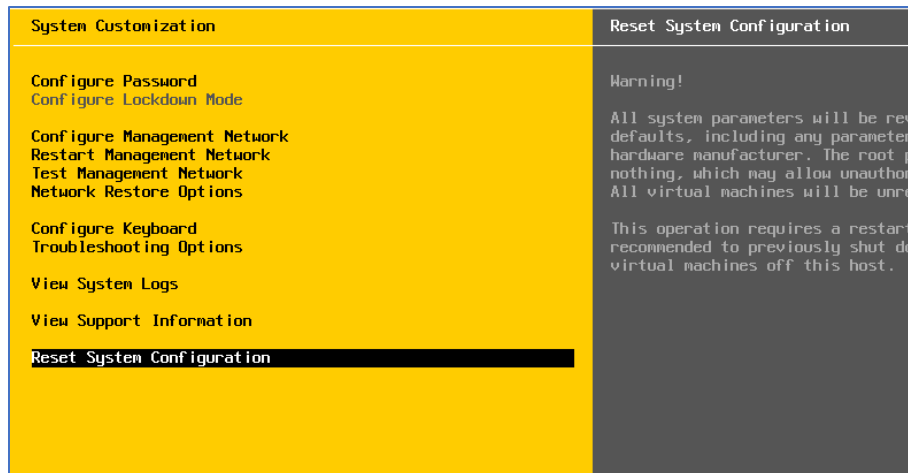 System Customization
Configure Password
Configure Lockdown Mode
Configure Management Network
Restart Management Network
Test Management Network
Network Restore Options
Configure Keyboard
Troubleshooting Options
View System Logs
View Support Information
Reset System Configuration
Reset System Configuration
Warning!
All system parameters will be
defaults, including any
hardware manufacturer. The root
nothing, which may allow
All virtual machines will be
This operation requires a
recommended to previously shut
virtual machines off this host.